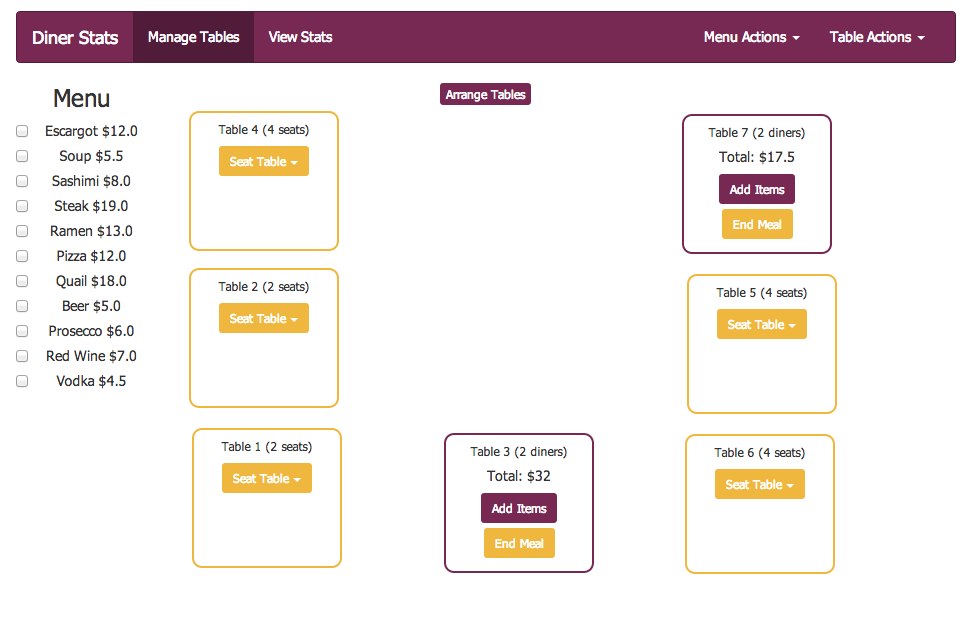 Diner Stats Manage Tables View Stats Menu Actions Table Actions
Arrange Tables
Menu
Escargot $12.0
Soup $5.5
Sashimi $8.0
Steak $19.0
Ramen $13.0
Pizza $12.0
Quail $18.0
Beer $5.0
Prosecco $6.0
Red Wine $7.0
Vodka $4.5
Table 4 (4 seats)
Seat Table
Table 2 (2 seats)
Seat Table
Table 1 (2 seats)
Seat Table
Table 3 (2 diners)
Total: $32
Add Items
End Meal
Table 7 (2 diners)
Total: $17.5
Add Items
End Meal
Table 5 (4 seats)
Seat Table
Table 6 (4 seats)
Seat Table